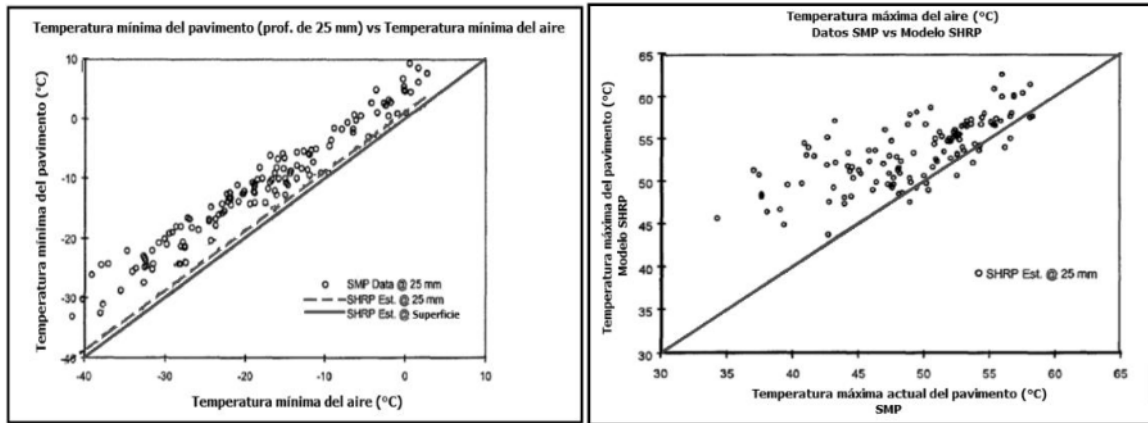 Temperatura mínima del pavimento (prof. de 25 mm) vs Temperatura mínima del aire
Temperatura mínima del pavimento (°C)
10
0
-10
-20
-30
-40
-40
-30
-20
-10
0
10
SMP Data @ 25 mm
SHRP Est. @ 25 mm
SHRP Est. @ Superficie
Temperatura mínima del aire (°C)
Temperatura máxima del aire (°C)
Datos SMP vs Modelo SHRP
Temperatura máxima del pavimento (°C)
Modelo SHRP
65
60
55
50
45
40
35
30
30
35
40
45
50
55
60
65
SHRP Est. @ 25 mm
Temperatura máxima actual del pavimento (°C)
SMP